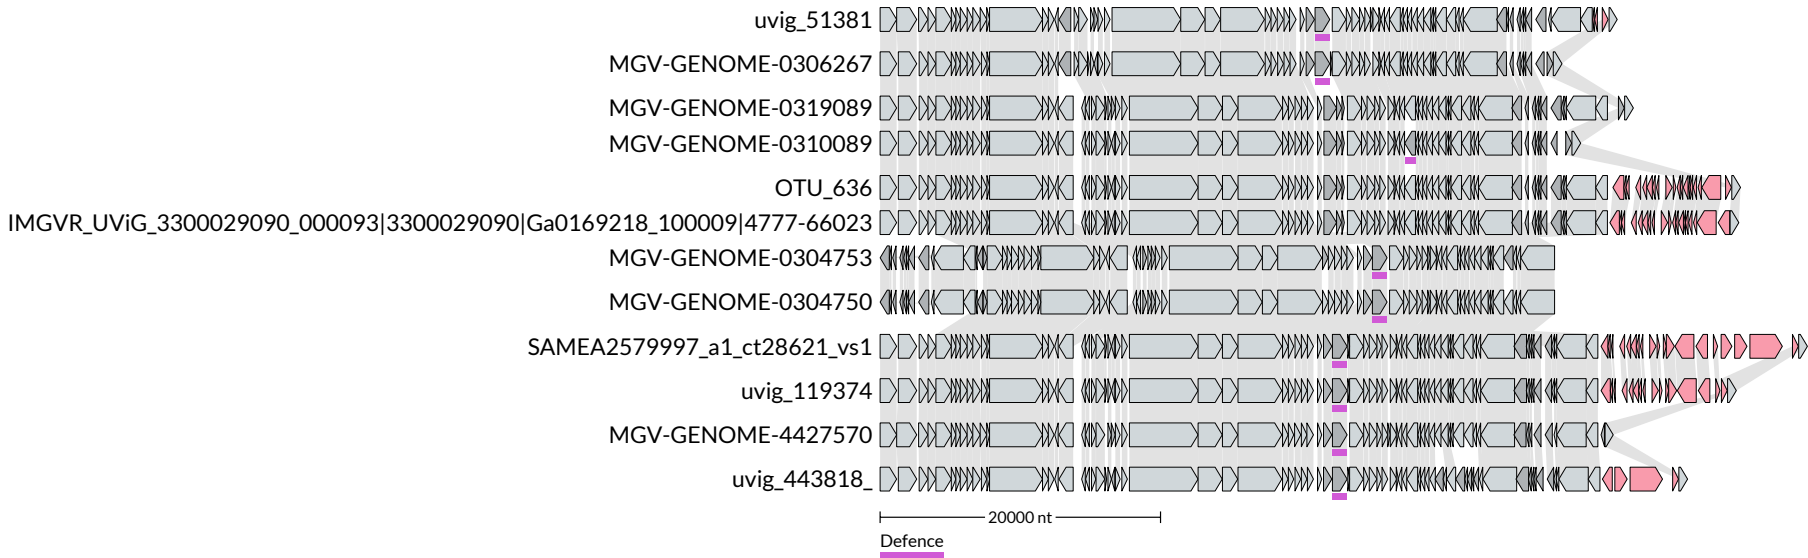 uvig_51381
MGV-GENOME-0306267
MGV-GENOME-0319089
MGV-GENOME-0310089
OTU_636
IMGVR_UViG_3300029090_000093|3300029090|Ga0169218_100009|4777-66023
MGV-GENOME-0304753
MGV-GENOME-0304750
SAMEA2579997_a1_ct28621_vs1
uvig_119374
MGV-GENOME-4427570
uvig_443818_
20000 nt
Defence